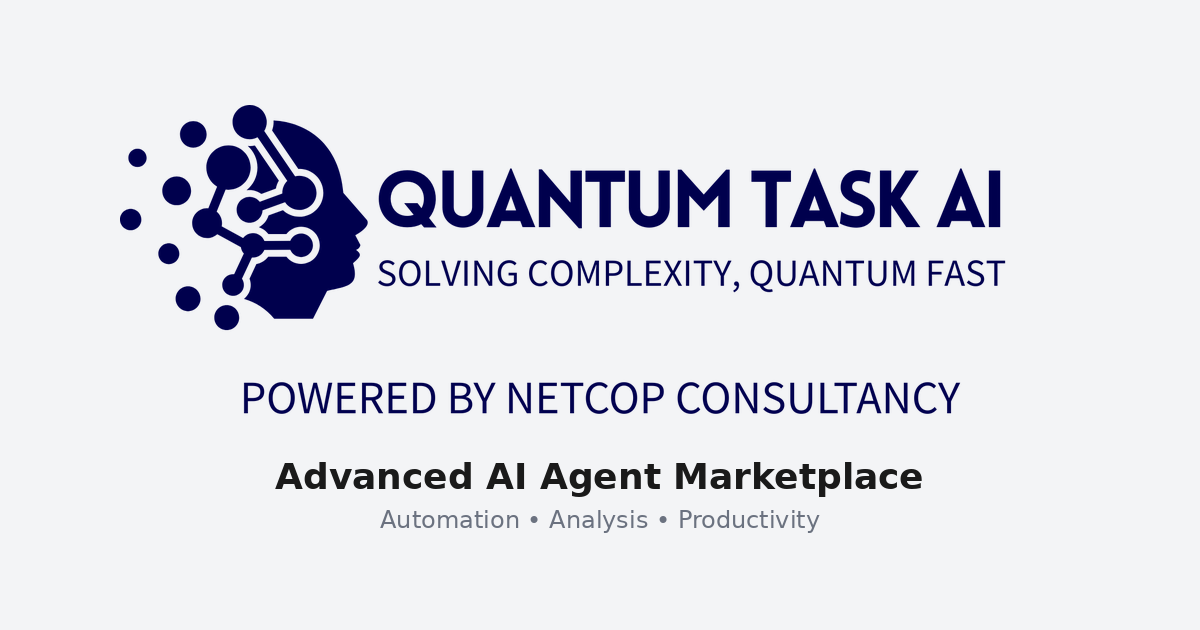 QUANTUM TASK AI
SOLVING COMPLEXITY, QUANTUM FAST
POWERED BY NETCOP CONSULTANCY
Advanced AI Agent Marketplace
Automation • Analysis • Productivity